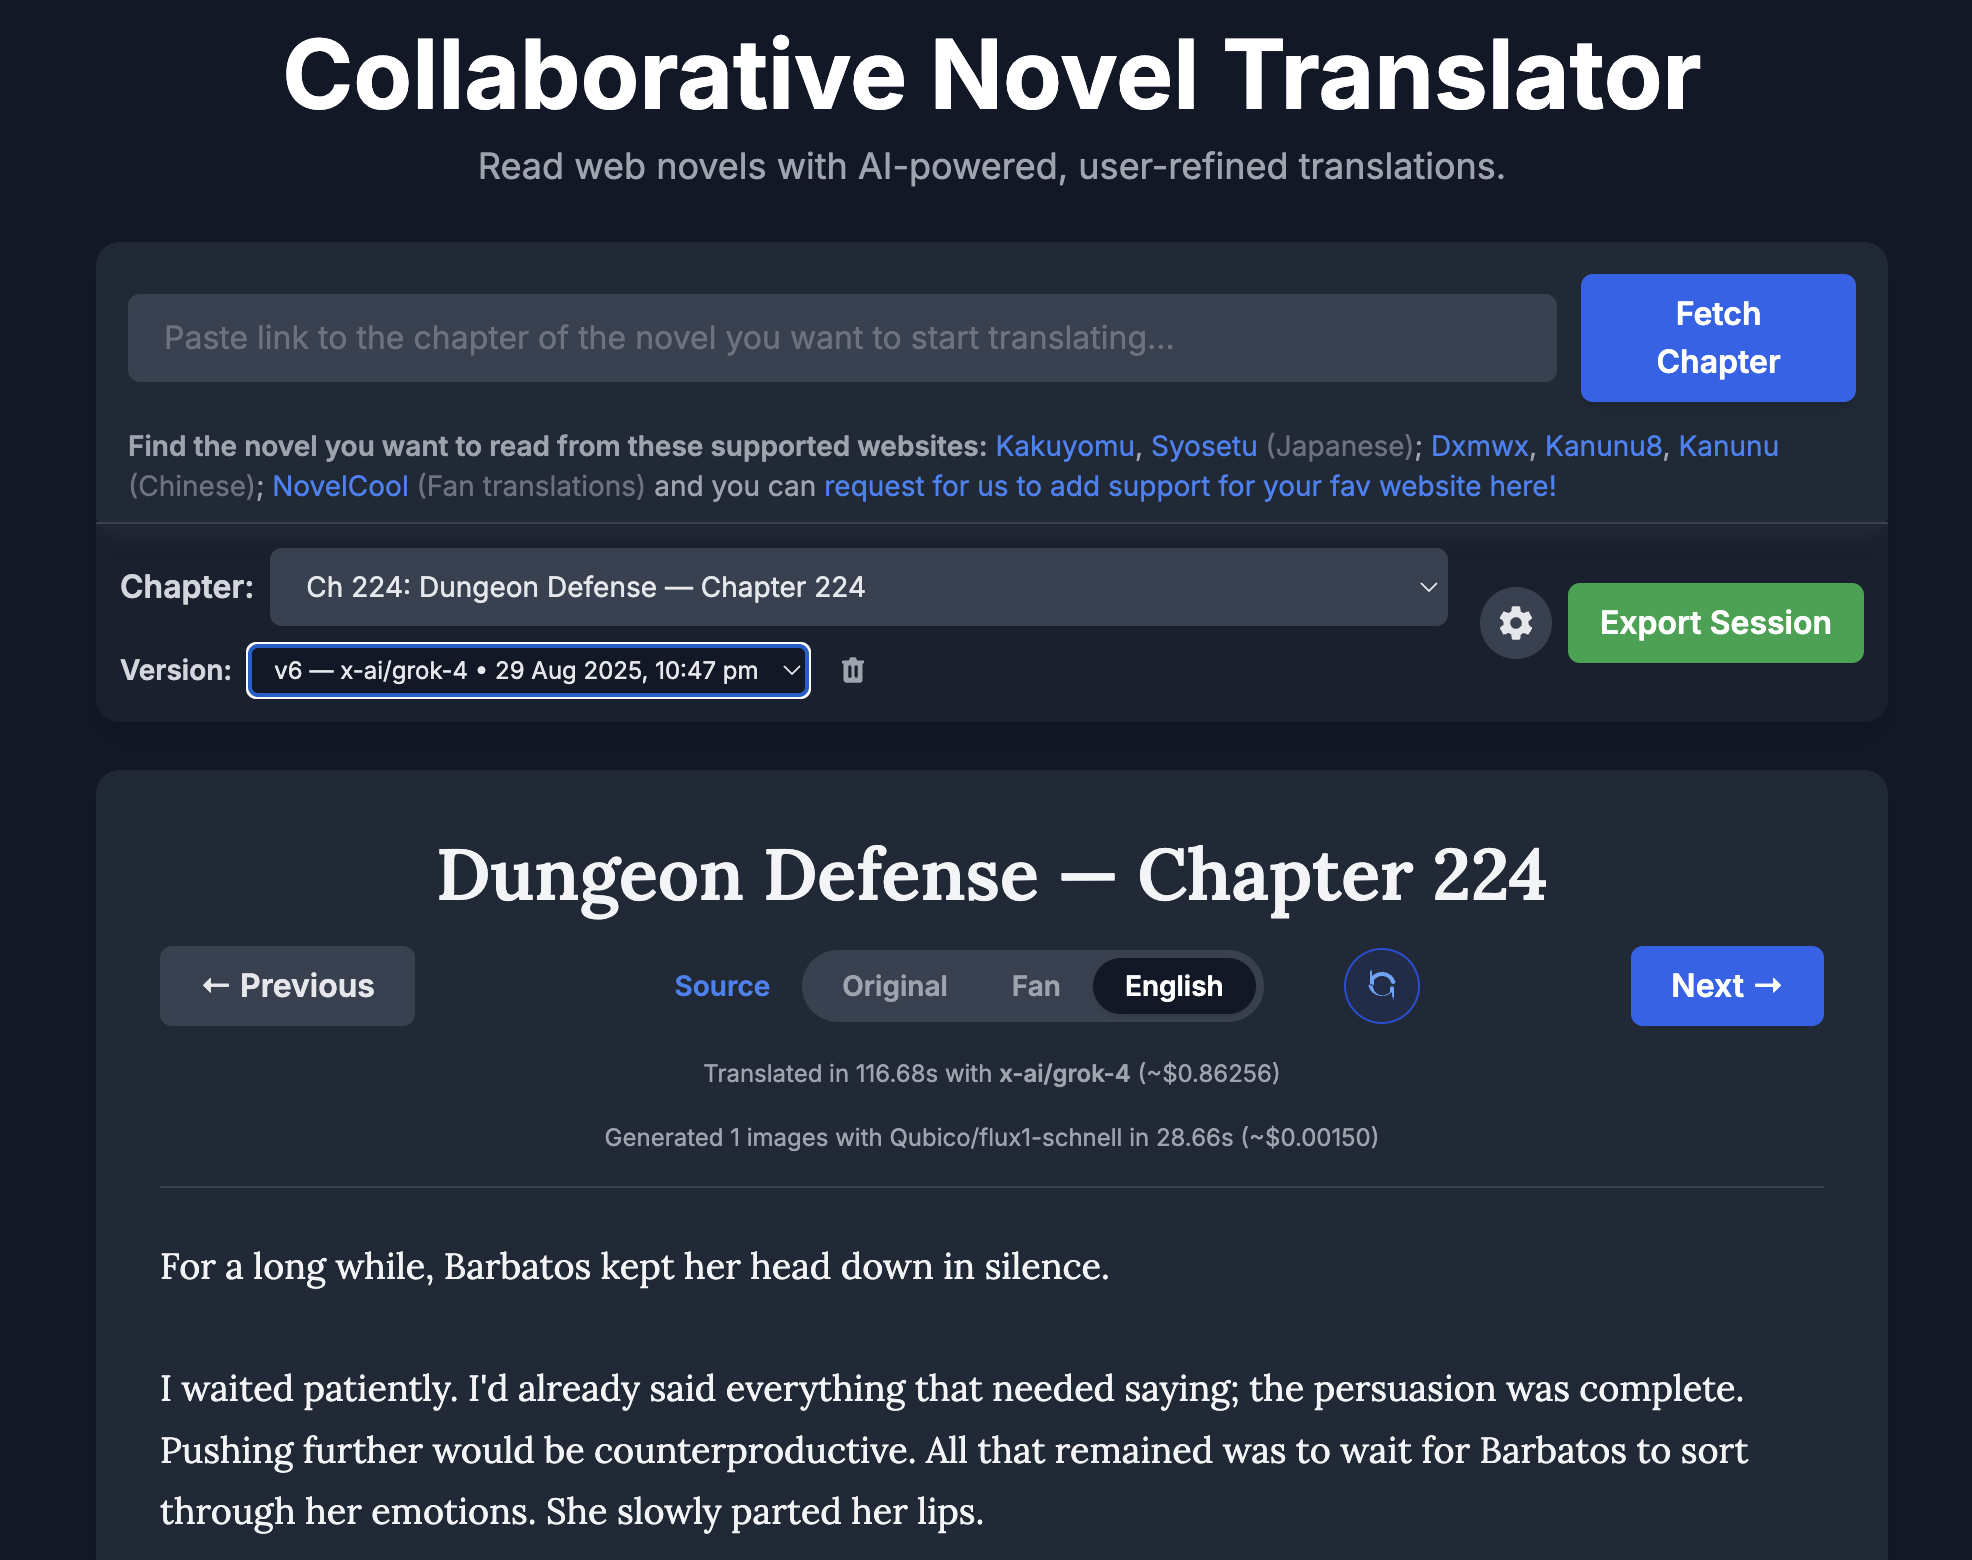 Collaborative Novel Translator
Read web novels with AI-powered, user-refined translations.
Paste link to the chapter of the novel you want to start translating...
Fetch
Chapter
Find the novel you want to read from these supported websites: Kakuyomu, Syosetu (Japanese); Dxmwx, Kanunu8, Kanunu
(Chinese); NovelCool (Fan translations) and you can request for us to add support for your fav website here!
Chapter: Ch 224: Dungeon Defense — Chapter 224
Export Session
Version: v6 — x-ai/grok-4 • 29 Aug 2025, 10:47 pm
Dungeon Defense — Chapter 224
← Previous Source Original Fan English Next →
Translated in 116.68s with x-ai/grok-4 (~$0.86256)
Generated 1 images with Qubico/flux1-schnell in 28.66s (~$0.00150)
For a long while, Barbatos kept her head down in silence.
I waited patiently. I'd already said everything that needed saying; the persuasion was complete.
Pushing further would be counterproductive. All that remained was to wait for Barbatos to sort
through her emotions. She slowly parted her lips.